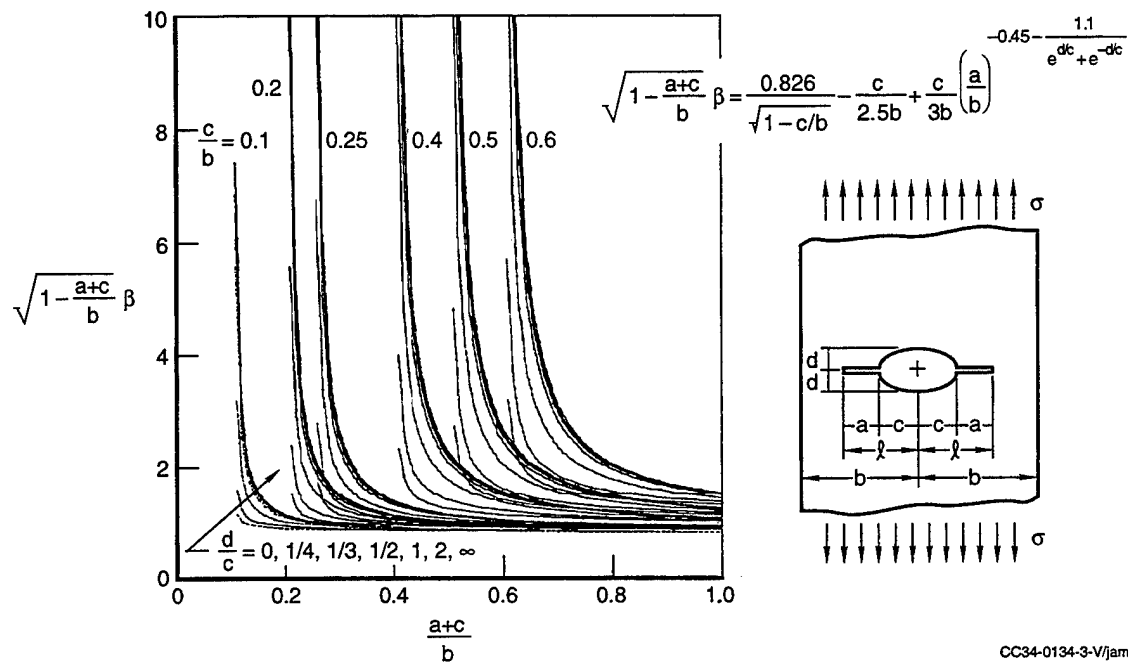 10
8
6
4
2
0
0
0.2
0.4
0.6
0.8
1.0
√(1 − (a+c)/b) β
(a+c)/b
c/b = 0.1
0.2
0.25
0.4
0.5
0.6
d/c = 0, 1/4, 1/3, 1/2, 1, 2, ∞
√(1 − (a+c)/b) β = 0.826/√(1−c/b) − c/2.5b + c/3b (a/b)^(−0.45 − 1.1/(e^(d/c) + e^(−d/c)))
σ
d
d
a c c a
ℓ ℓ
b b
σ
CC34-0134-3-V/jam